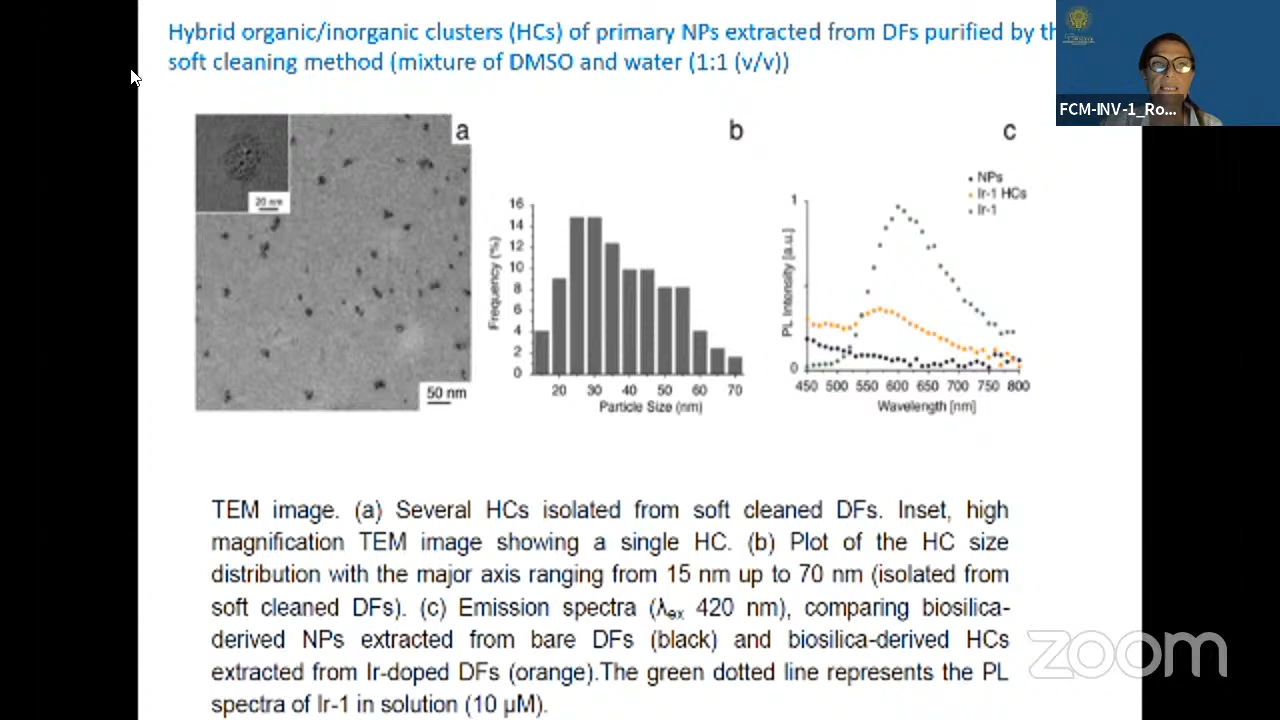 Hybrid organic/inorganic clusters (HCs) of primary NPs extracted from DFs purified by th
soft cleaning method (mixture of DMSO and water (1:1 (v/v))
FCM-INV-1_Ro...
a
20 nm
50 nm
b
16
14
12
10
8
6
4
2
0
Frequency (%)
20 30 40 50 60 70
Particle Size (nm)
c
NPs
Ir-1 HCs
Ir-1
1
0
PL Intensity [a.u.]
450 500 550 600 650 700 750 800
Wavelength [nm]
TEM image. (a) Several HCs isolated from soft cleaned DFs. Inset, high
magnification TEM image showing a single HC. (b) Plot of the HC size
distribution with the major axis ranging from 15 nm up to 70 nm (isolated from
soft cleaned DFs). (c) Emission spectra (λex 420 nm), comparing biosilica-
derived NPs extracted from bare DFs (black) and biosilica-derived HCs
extracted from Ir-doped DFs (orange).The green dotted line represents the PL
spectra of Ir-1 in solution (10 µM).
zoom